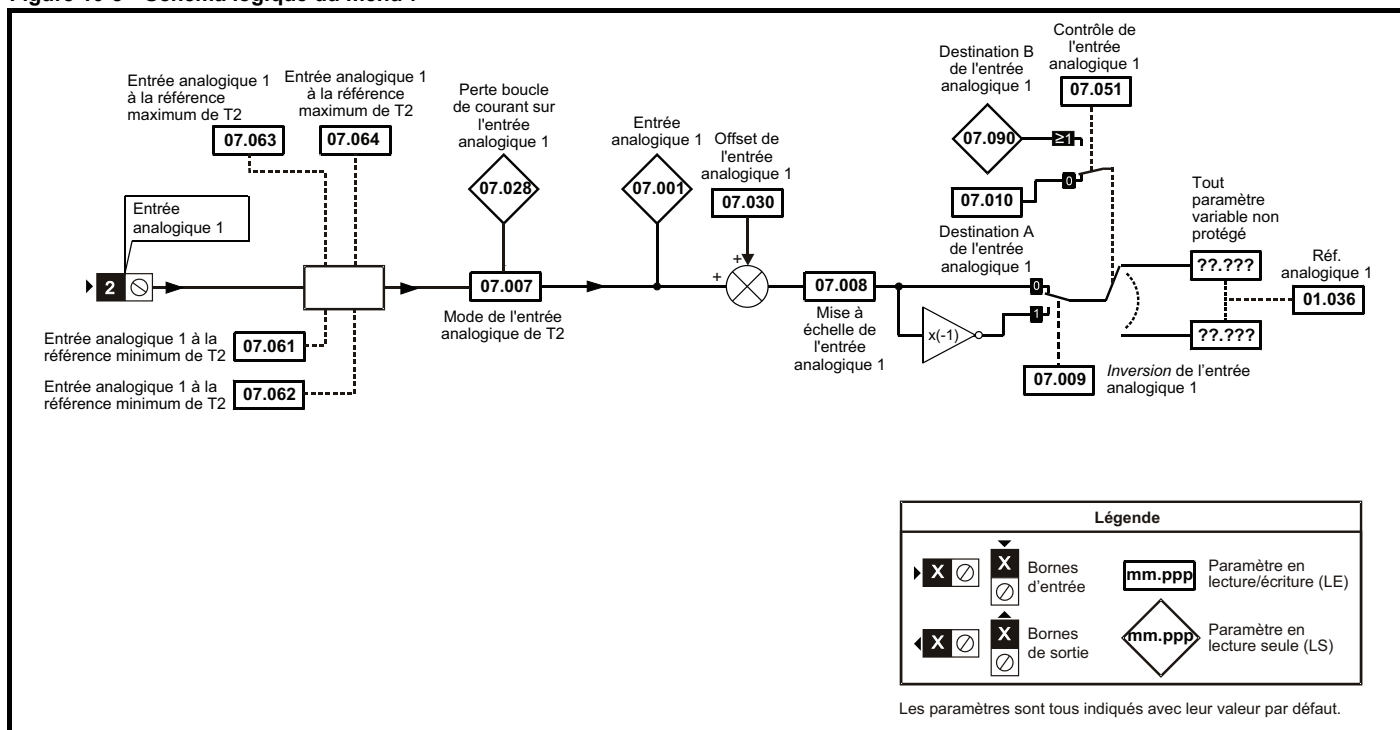 Figure 10-8   Schéma logique du Menu 7
Entrée analogique 1
à la référence
maximum de T2
07.063
Entrée analogique 1
à la référence
maximum de T2
07.064
Perte boucle
de courant sur
l'entrée
analogique 1
07.028
Entrée
analogique 1
07.001
Offset de
l'entrée
analogique 1
07.030
Destination B
de l'entrée
analogique 1
07.090
Contrôle de
l'entrée
analogique 1
07.051
≥1
0
07.010
Destination A
de l'entrée
analogique 1
Tout
paramètre
variable non
protégé
??.???
??.???
Réf.
analogique 1
01.036
Entrée
analogique 1
2
07.007
Mode de l'entrée
analogique de T2
+
+
07.008
Mise à
échelle de
l'entrée
analogique 1
0
1
x(-1)
07.009
Inversion de l'entrée
analogique 1
Entrée analogique 1 à la
référence minimum de T2
07.061
Entrée analogique 1 à la
référence minimum de T2
07.062
Légende
X
X
Bornes
d'entrée
mm.ppp
Paramètre en
lecture/écriture (LE)
X
X
Bornes
de sortie
mm.ppp
Paramètre en
lecture seule (LS)
Les paramètres sont tous indiqués avec leur valeur par défaut.